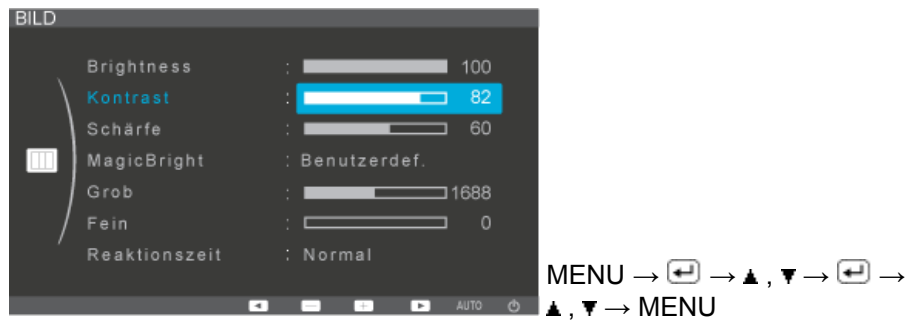 BILD
Brightness : 100
Kontrast : 82
Schärfe : 60
MagicBright : Benutzerdef.
Grob : 1688
Fein : 0
Reaktionszeit : Normal
AUTO
MENU → → ▲ , ▼ → →
▲ , ▼ → MENU